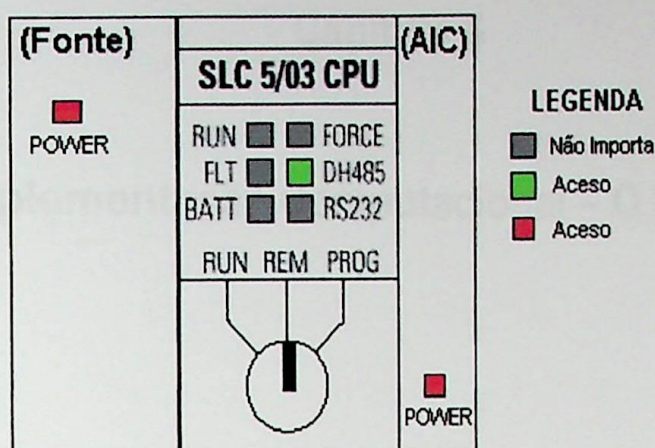 (Fonte)
POWER
SLC 5/03 CPU
RUN FORCE
FLT DH485
BATT RS232
RUN REM PROG
(AIC)
POWER
LEGENDA
Não Importa
Aceso
Aceso